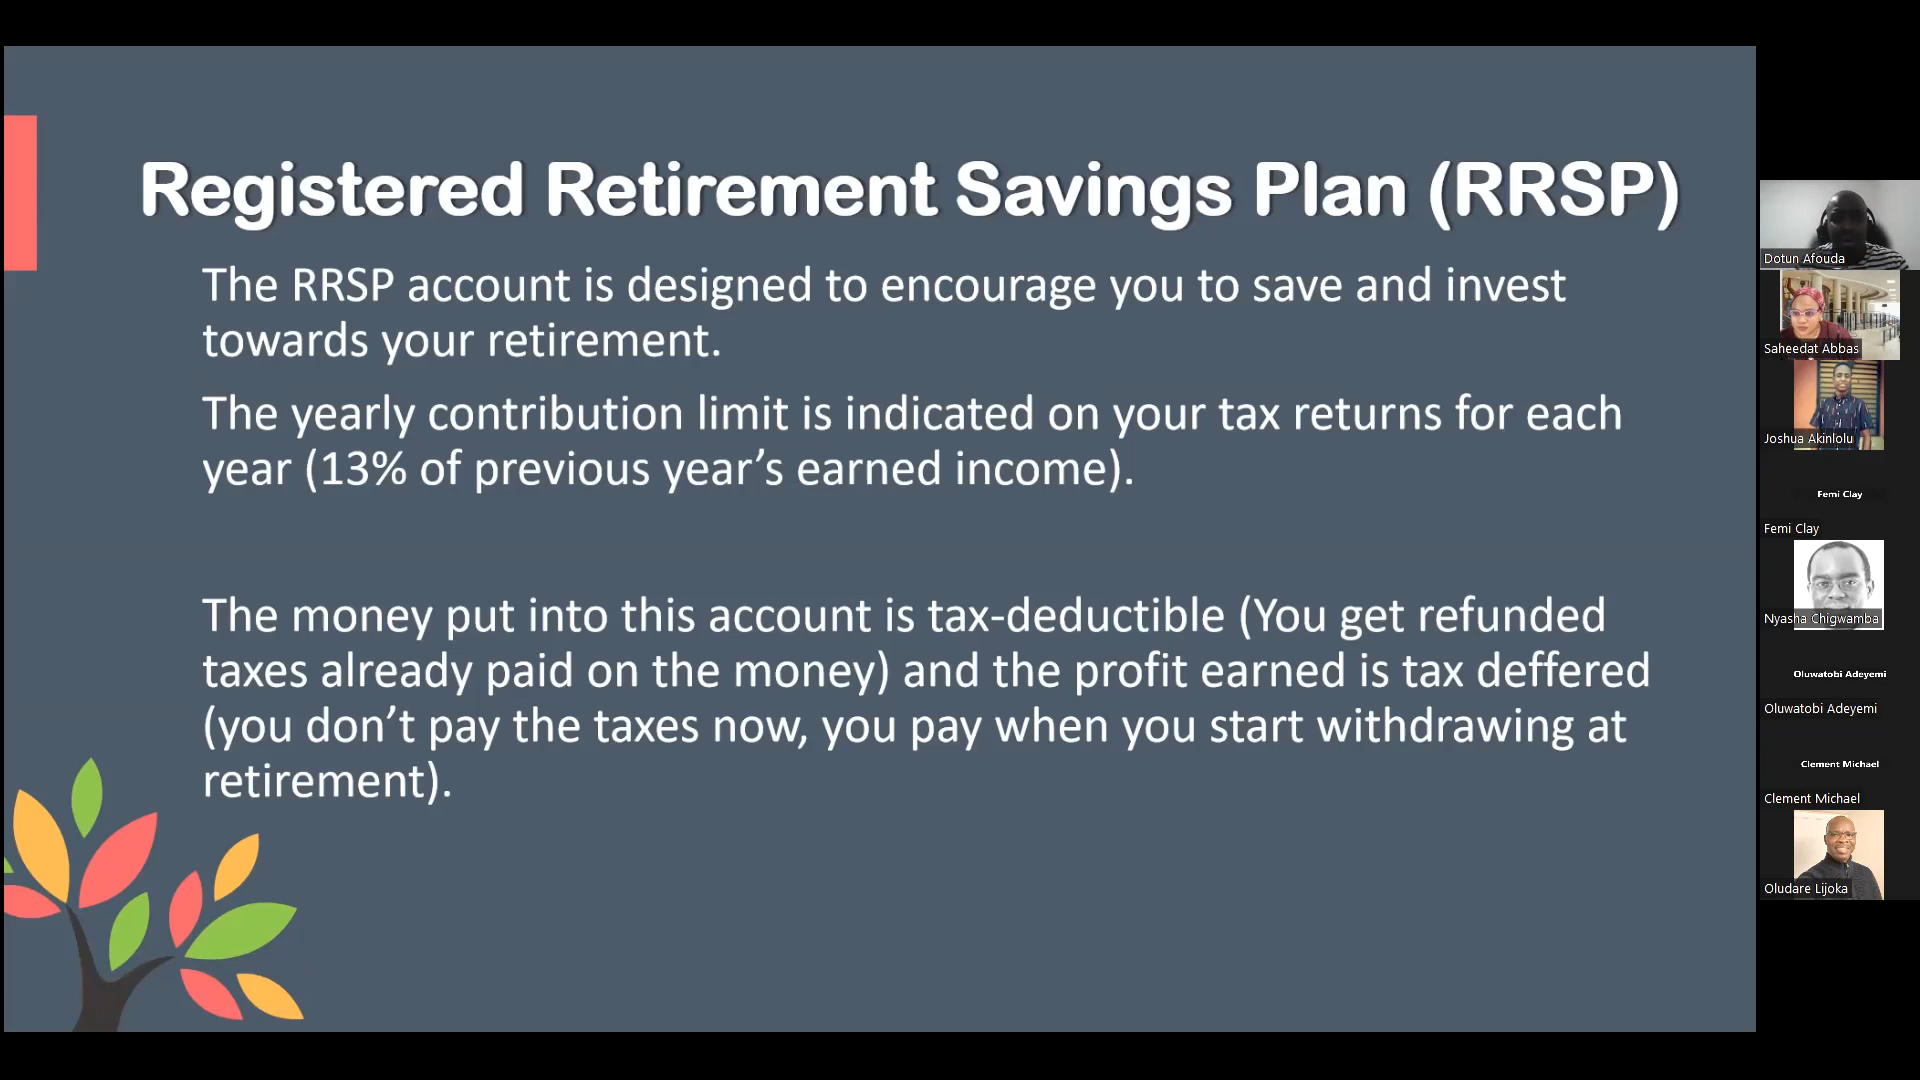 Registered Retirement Savings Plan (RRSP)
The RRSP account is designed to encourage you to save and invest
towards your retirement.
The yearly contribution limit is indicated on your tax returns for each
year (13% of previous year’s earned income).
The money put into this account is tax-deductible (You get refunded
taxes already paid on the money) and the profit earned is tax deffered
(you don’t pay the taxes now, you pay when you start withdrawing at
retirement).
Dotun Afouda
Saheedat Abbas
Joshua Akinlolu
Femi Clay
Femi Clay
Nyasha Chigwamba
Oluwatobi Adeyemi
Oluwatobi Adeyemi
Clement Michael
Clement Michael
Oludare Lijoka